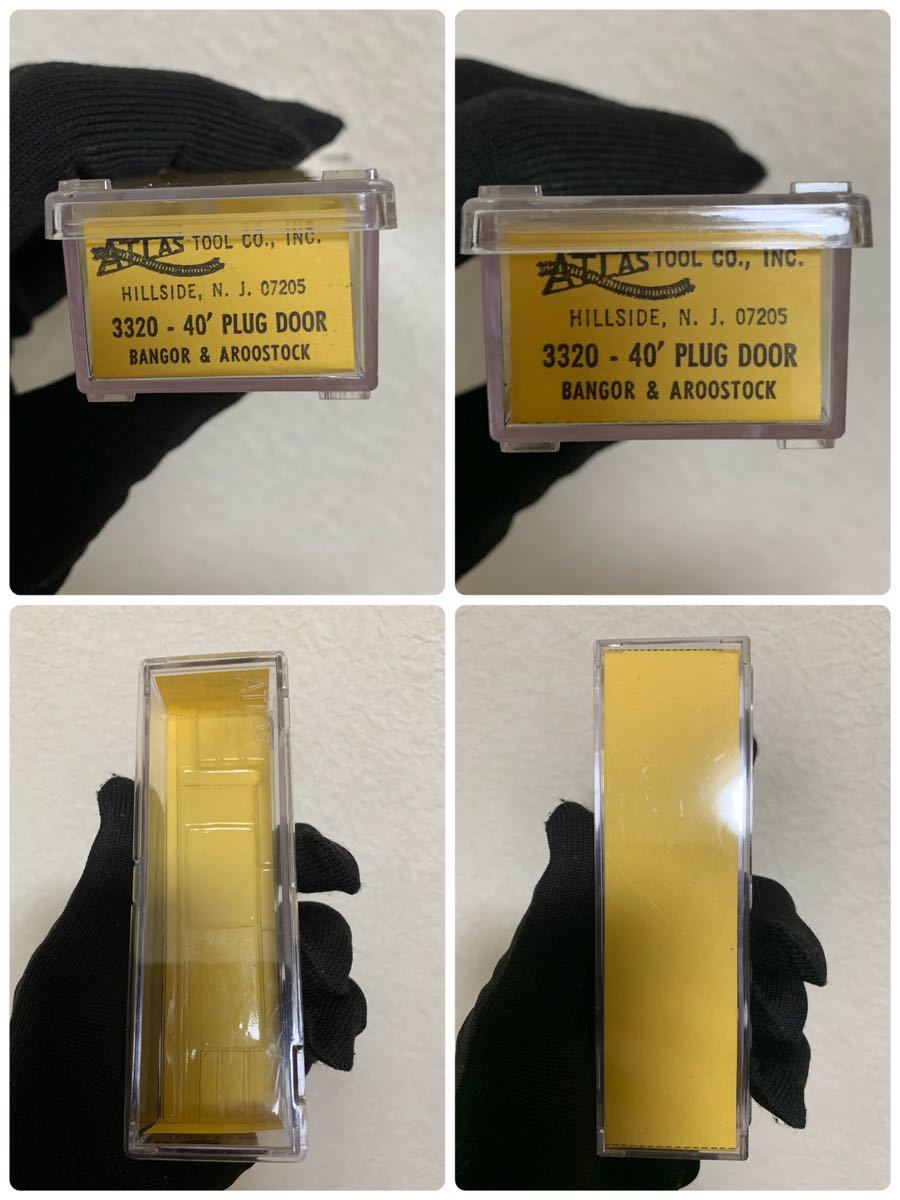 ATLAS TOOL CO., INC.
HILLSIDE, N. J. 07205
3320 - 40' PLUG DOOR
BANGOR & AROOSTOCK
ATLAS TOOL CO., INC.
HILLSIDE, N. J. 07205
3320 - 40' PLUG DOOR
BANGOR & AROOSTOCK
ATLAS